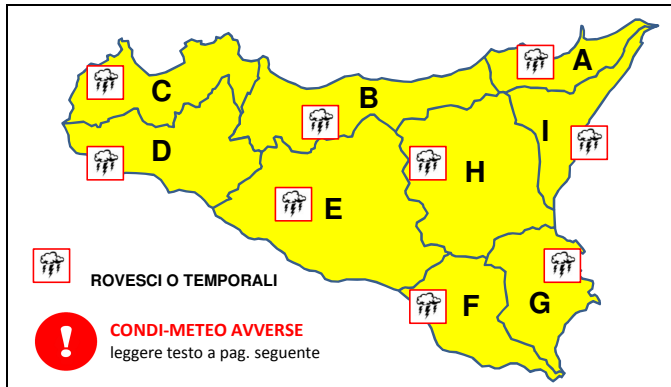 A
C
B
I
D
H
E
F
G
ROVESCI O TEMPORALI
!
CONDI-METEO AVVERSE
leggere testo a pag. seguente